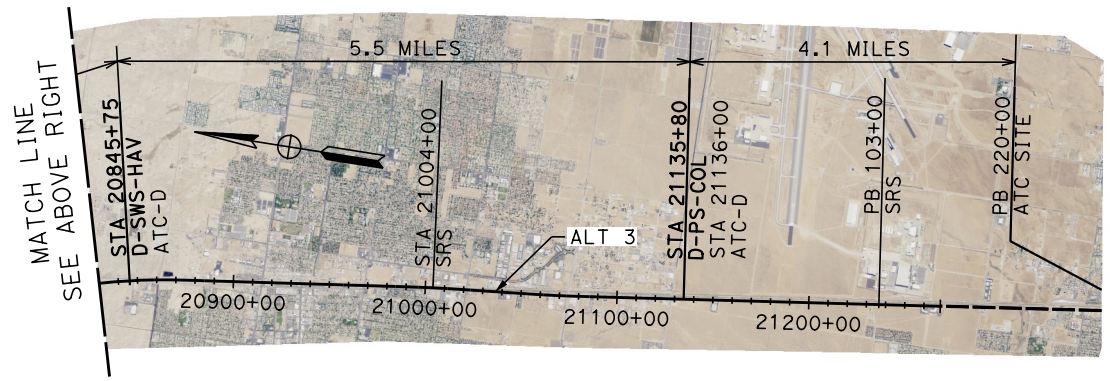 MATCH LINE
SEE ABOVE RIGHT
5.5 MILES
4.1 MILES
STA 20845+75
D-SWS-HAV
ATC-D
STA 21004+00
SRS
STA 21135+80
D-PS-COL
STA 21136+00
ATC-D
PB 103+00
SRS
PB 220+00
ATC SITE
ALT 3
20900+00
21000+00
21100+00
21200+00